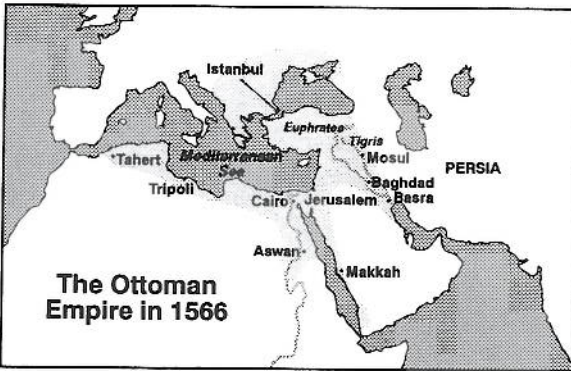 Istanbul
Euphrates
Tigris
Tahert
Mediterranean
Sea
Mosul
PERSIA
Tripoli
Baghdad
Cairo
Jerusalem
Basra
Aswan
Makkah
The Ottoman
Empire in 1566